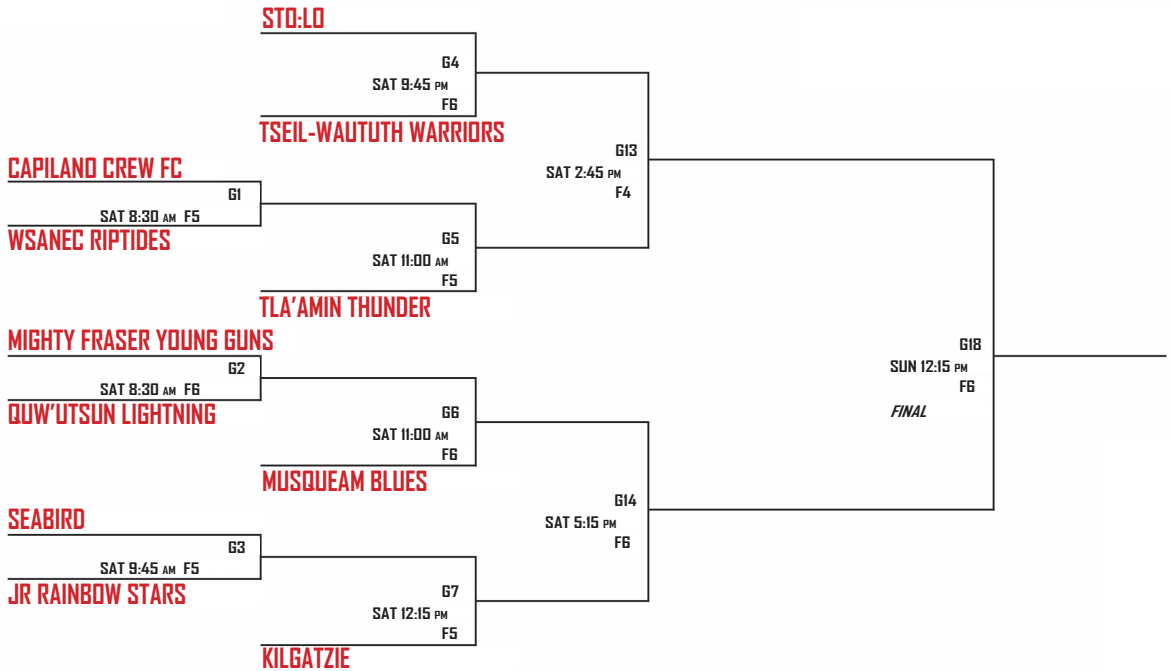 STO:LO
G4
SAT 9:45 PM
F6
TSEIL-WAUTUTH WARRIORS
G13
SAT 2:45 PM
F4
CAPILANO CREW FC
G1
SAT 8:30 AM F5
WSANEC RIPTIDES
G5
SAT 11:00 AM
F5
TLA'AMIN THUNDER
MIGHTY FRASER YOUNG GUNS
G2
SAT 8:30 AM F6
QUW'UTSUN LIGHTNING
G18
SUN 12:15 PM
F6
FINAL
G6
SAT 11:00 AM
F6
MUSQUEAM BLUES
G14
SAT 5:15 PM
F6
SEABIRD
G3
SAT 9:45 AM F5
JR RAINBOW STARS
G7
SAT 12:15 PM
F5
KILGATZIE